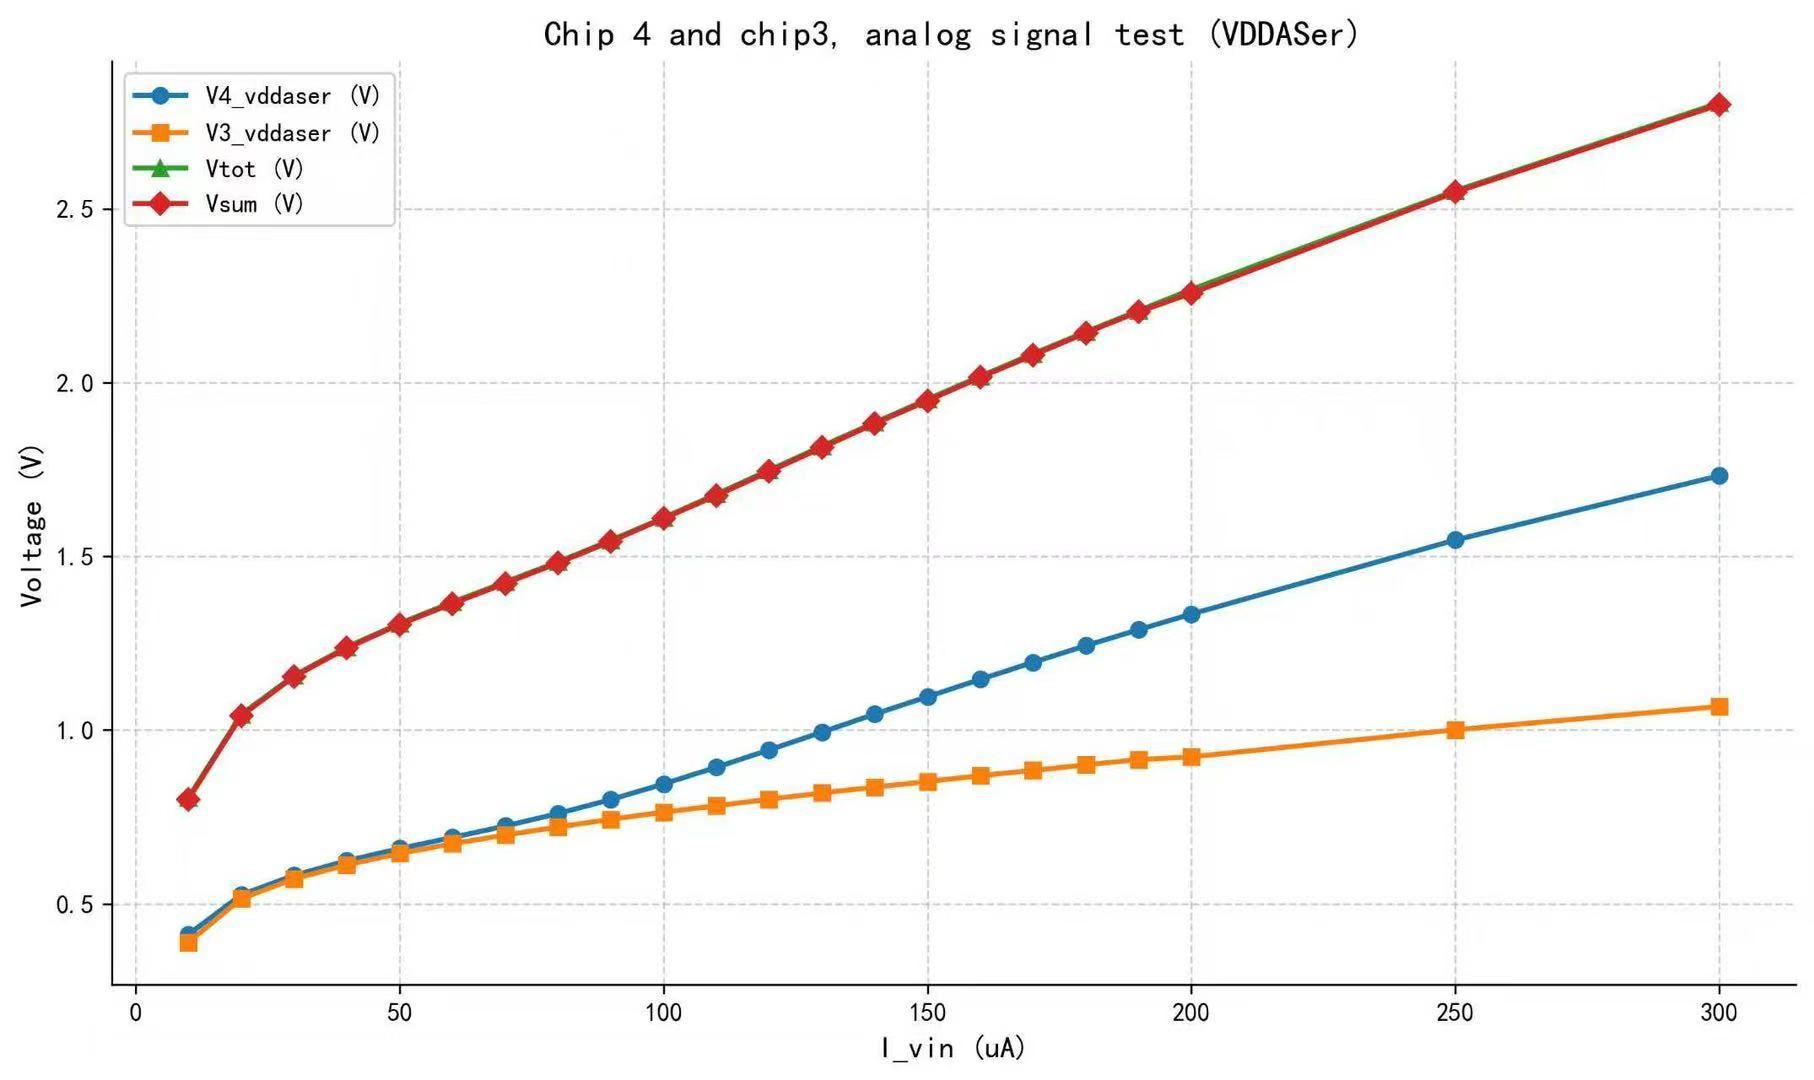 Chip 4 and chip3, analog signal test (VDDASer)
V4_vddaser (V)
V3_vddaser (V)
Vtot (V)
Vsum (V)
Voltage (V)
2.5
2.0
1.5
1.0
0.5
0 50 100 150 200 250 300
I_vin (uA)